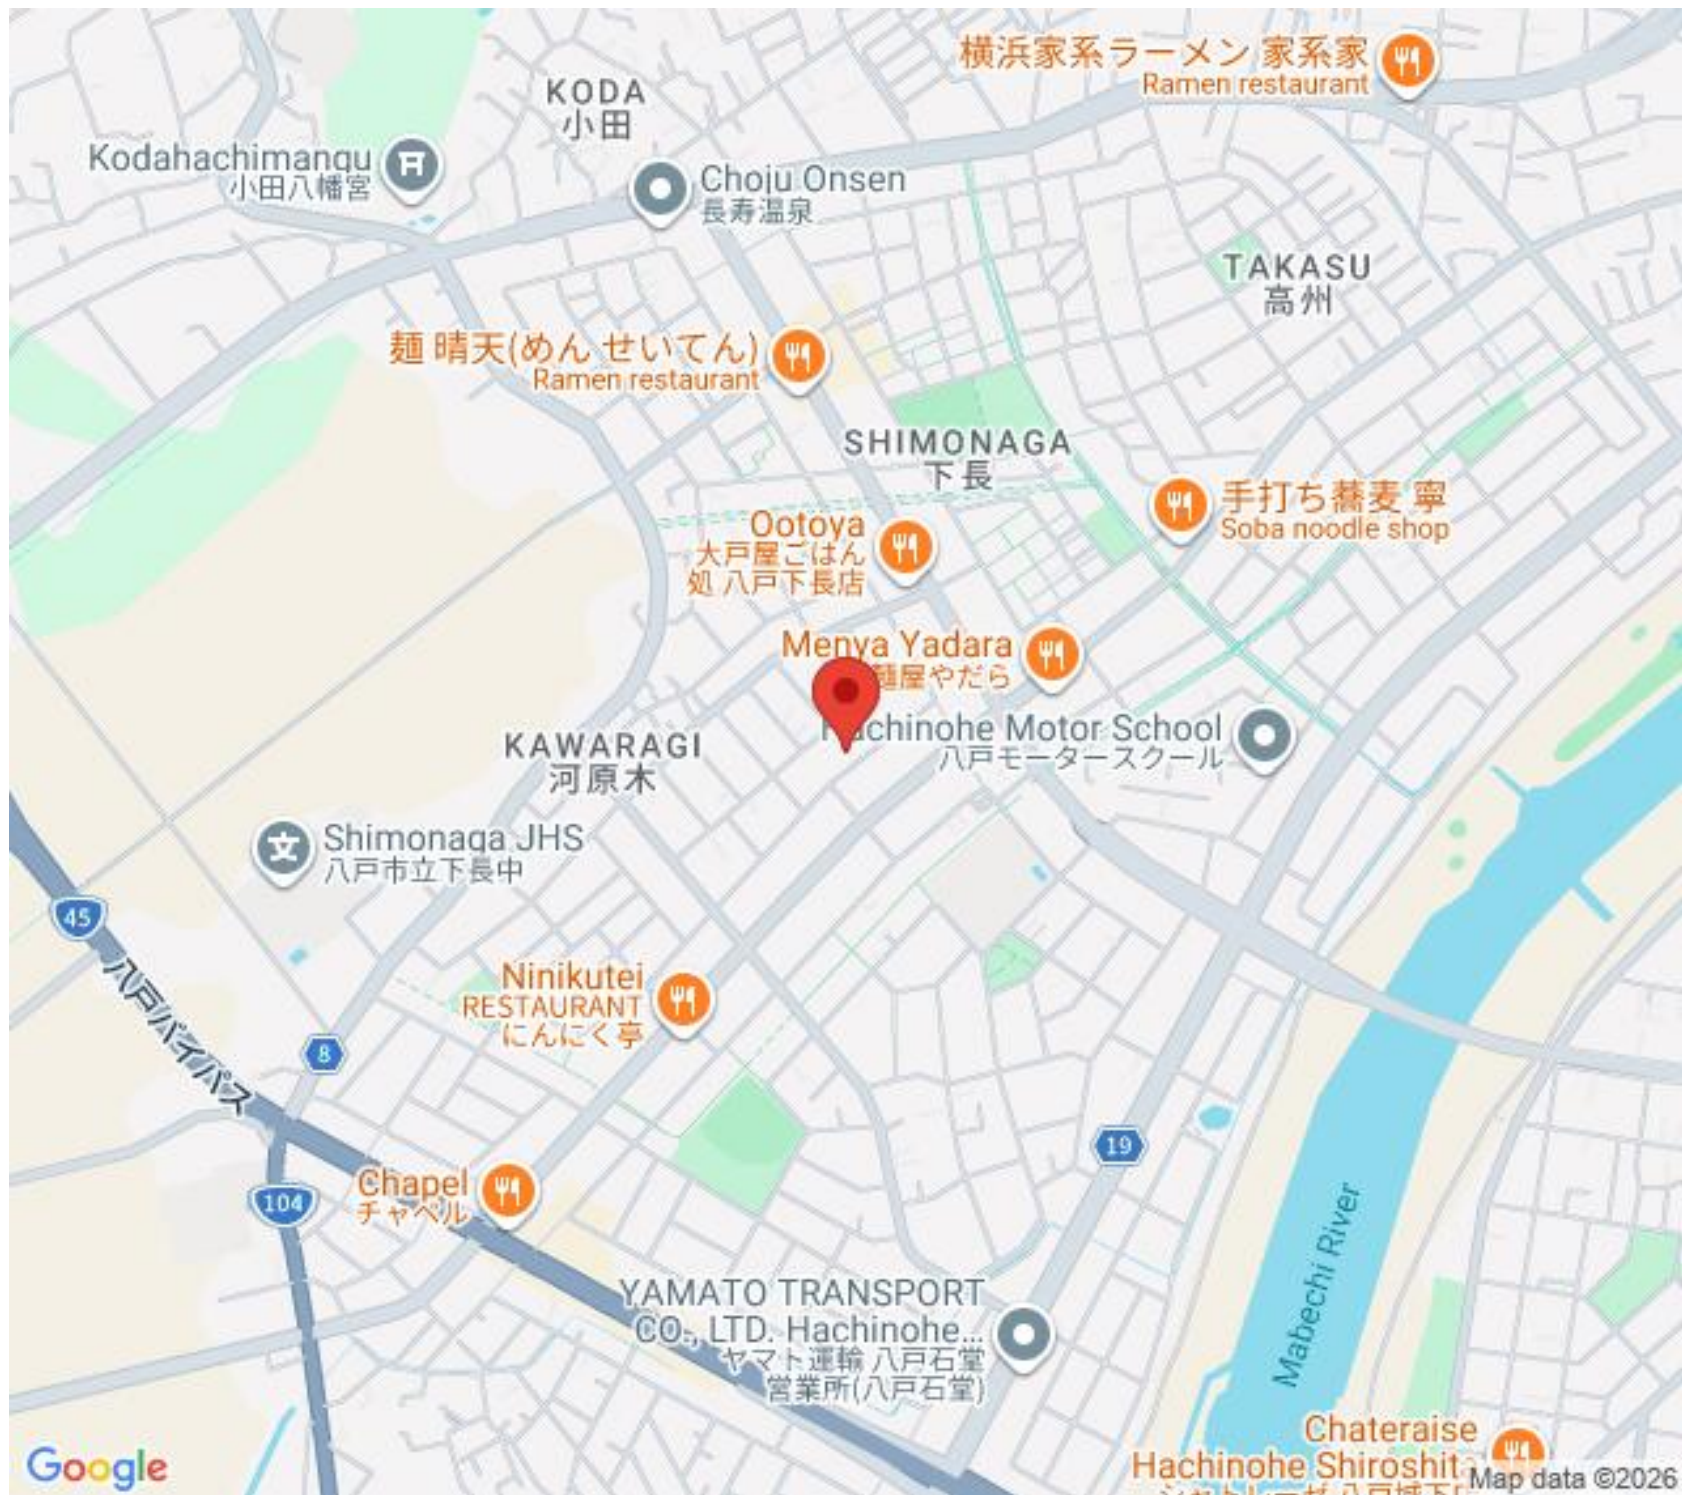 横浜家系ラーメン 家系家
Ramen restaurant
KODA
小田
Kodahachimangu
小田八幡宮
Choju Onsen
長寿温泉
TAKASU
高州
麺 晴天(めん せいてん)
Ramen restaurant
SHIMONAGA
下長
手打ち蕎麦 寧
Soba noodle shop
Ootoya
大戸屋ごはん
処 八戸下長店
Menya Yadara
麺屋やだら
Hachinohe Motor School
八戸モータースクール
KAWARAGI
河原木
Shimonaga JHS
八戸市立下長中
45
八戸バイパス
Ninikutei
RESTAURANT
にんにく亭
8
19
Chapel
チャペル
104
YAMATO TRANSPORT
CO., LTD. Hachinohe...
ヤマト運輸 八戸石堂
営業所(八戸石堂)
Mabechi River
Chateraise
Hachinohe Shiroshita
Google
Map data ©2026